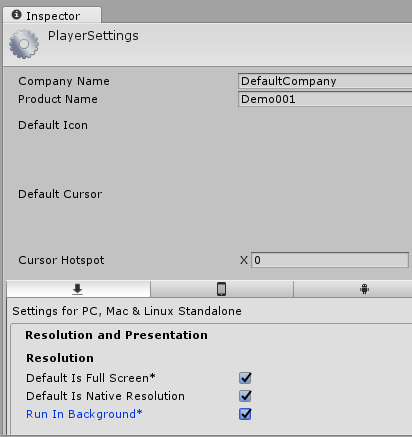 Inspector
PlayerSettings
Company Name DefaultCompany
Product Name Demo001
Default Icon
Default Cursor
Cursor Hotspot X 0
Settings for PC, Mac & Linux Standalone
Resolution and Presentation
Resolution
Default Is Full Screen*
Default Is Native Resolution
Run In Background*